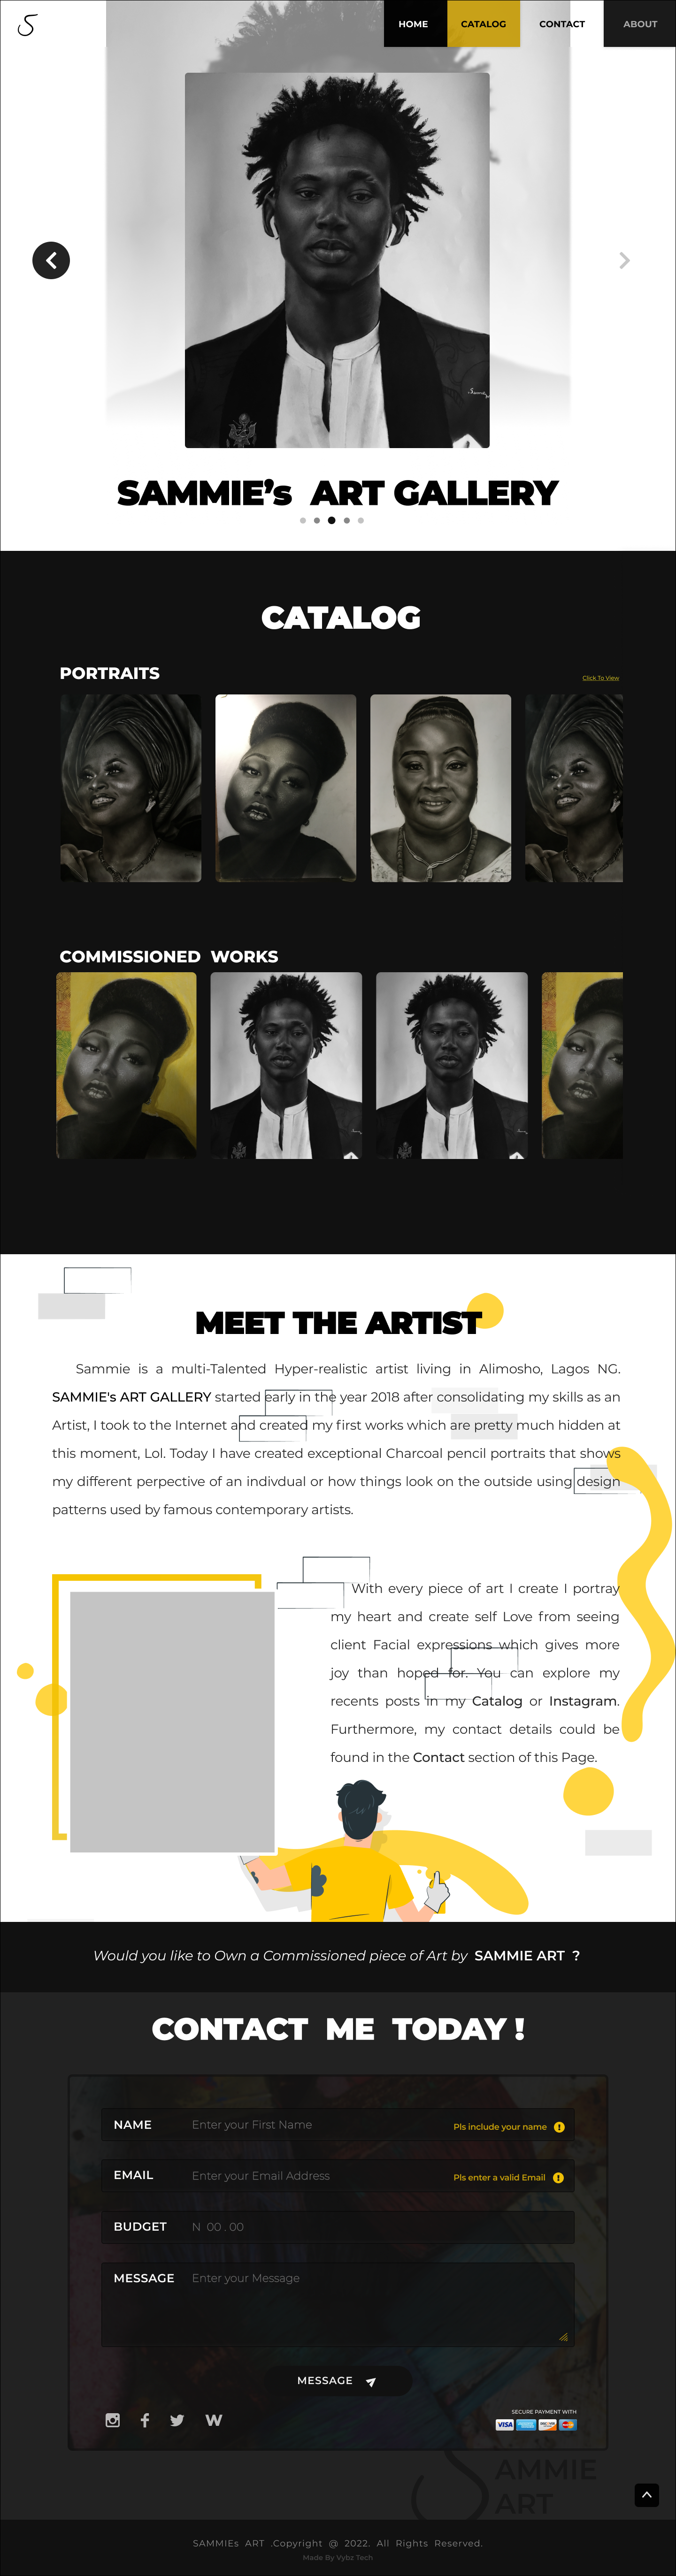 S
HOME
CATALOG
CONTACT
ABOUT
SAMMIE's ART GALLERY
CATALOG
PORTRAITS
Click To View
COMMISSIONED WORKS
MEET THE ARTIST
Sammie is a multi-Talented Hyper-realistic artist living in Alimosho, Lagos NG.
SAMMIE's ART GALLERY started early in the year 2018 after consolidating my skills as an
Artist, I took to the Internet and created my first works which are pretty much hidden at
this moment, Lol. Today I have created exceptional Charcoal pencil portraits that shows
my different perpective of an indivdual or how things look on the outside using design
patterns used by famous contemporary artists.
With every piece of art I create I portray
my heart and create self Love from seeing
client Facial expressions which gives more
joy than hoped for. You can explore my
recents posts in my Catalog or Instagram.
Furthermore, my contact details could be
found in the Contact section of this Page.
Would you like to Own a Commissioned piece of Art by SAMMIE ART ?
CONTACT ME TODAY !
NAME Enter your First Name Pls include your name !
EMAIL Enter your Email Address Pls enter a valid Email !
BUDGET N 00 . 00
MESSAGE Enter your Message
MESSAGE
W
SECURE PAYMENT WITH
VISA
AMMIE
ART
SAMMIEs ART .Copyright @ 2022. All Rights Reserved.
Made By Vybz Tech